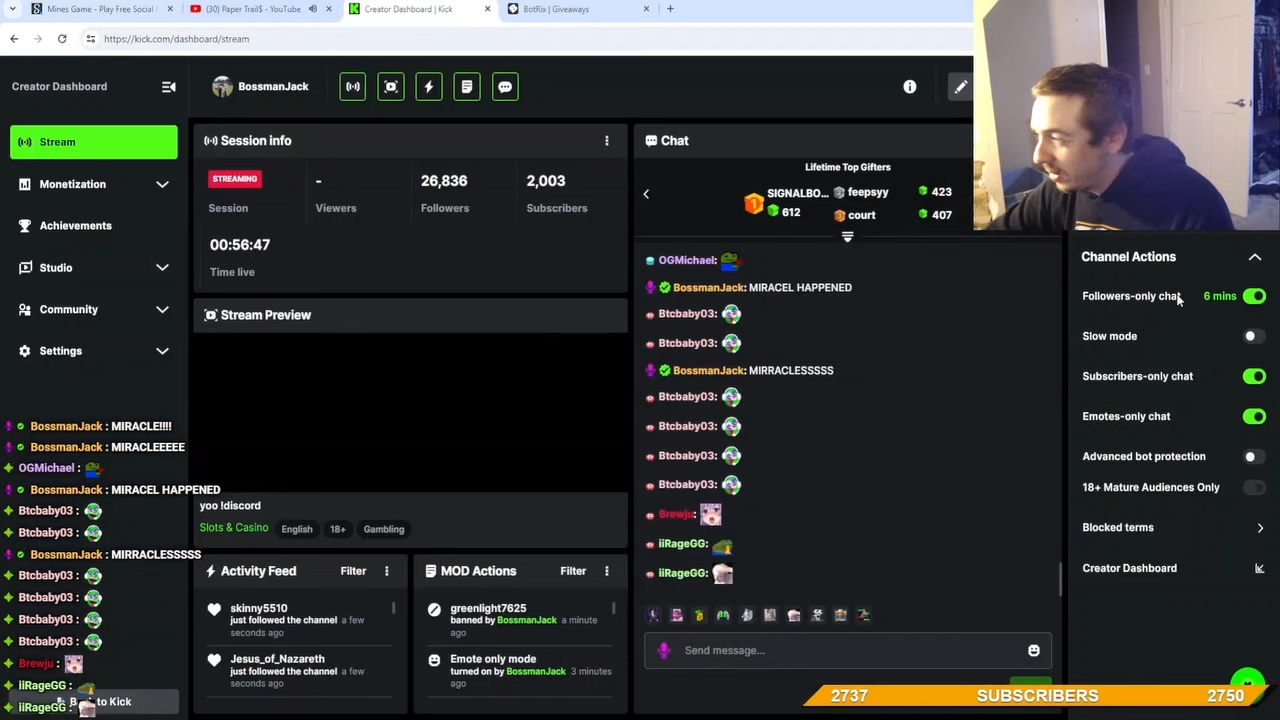 Mines Game - Play Free Social
(30) Paper Trail$ - YouTube
Creator Dashboard | Kick
BotRix | Giveaways
https://kick.com/dashboard/stream
Creator Dashboard
BossmanJack
Stream
Monetization
Achievements
Studio
Community
Settings
BossmanJack : MIRACLE!!!!
BossmanJack : MIRACLEEEEE
OGMichael :
BossmanJack : MIRACEL HAPPENED
Btcbaby03 :
Btcbaby03 :
BossmanJack : MIRRACLESSSSS
Btcbaby03 :
Btcbaby03 :
Btcbaby03 :
Btcbaby03 :
Brewju :
iiRageGG :
iiRageGG :
to Kick
Session info
STREAMING
-
26,836
2,003
Session
Viewers
Followers
Subscribers
00:56:47
Time live
Stream Preview
yoo !discord
Slots & Casino
English
18+
Gambling
Activity Feed
Filter
skinny5510
just followed the channel a few
seconds ago
Jesus_of_Nazareth
just followed the channel a few
seconds ago
MOD Actions
Filter
greenlight7625
banned by BossmanJack a minute
ago
Emote only mode
turned on by BossmanJack 3 minutes
ago
Chat
Lifetime Top Gifters
1
SIGNALBO...
612
feepsyy
423
court
407
OGMichael:
BossmanJack: MIRACEL HAPPENED
Btcbaby03:
Btcbaby03:
BossmanJack: MIRRACLESSSSS
Btcbaby03:
Btcbaby03:
Btcbaby03:
Btcbaby03:
Brewju:
iiRageGG:
iiRageGG:
Send message...
Channel Actions
Followers-only chat
6 mins
Slow mode
Subscribers-only chat
Emotes-only chat
Advanced bot protection
18+ Mature Audiences Only
Blocked terms
Creator Dashboard
2737
SUBSCRIBERS
2750